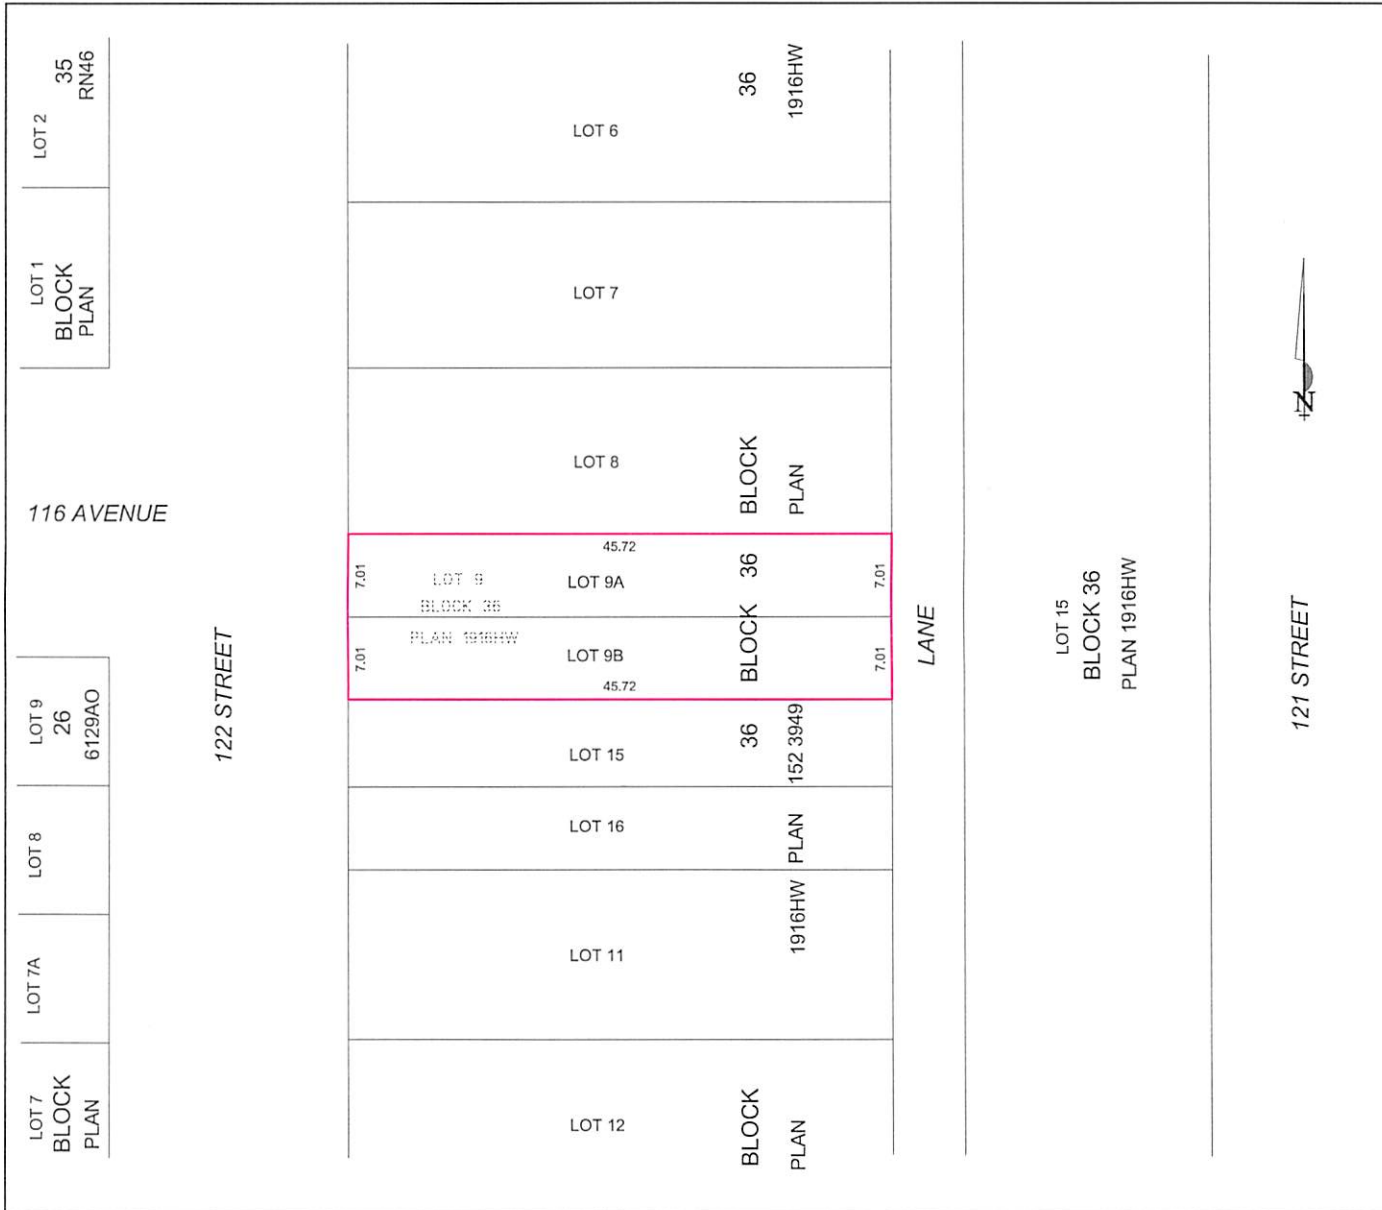 LOT 2
35
RN46
LOT 1
BLOCK
PLAN
116 AVENUE
LOT 9
26
6129AO
LOT 8
LOT 7A
LOT 7
BLOCK
PLAN
122 STREET
LOT 6
36
1916HW
LOT 7
LOT 8
BLOCK
PLAN
45.72
7.01
LOT 9
LOT 9A
36
7.01
BLOCK 36
PLAN 1916HW
7.01
LOT 9B
BLOCK
7.01
45.72
LOT 15
36
152 3949
LOT 16
PLAN
LOT 11
1916HW
LOT 12
BLOCK
PLAN
LANE
LOT 15
BLOCK 36
PLAN 1916HW
121 STREET
N